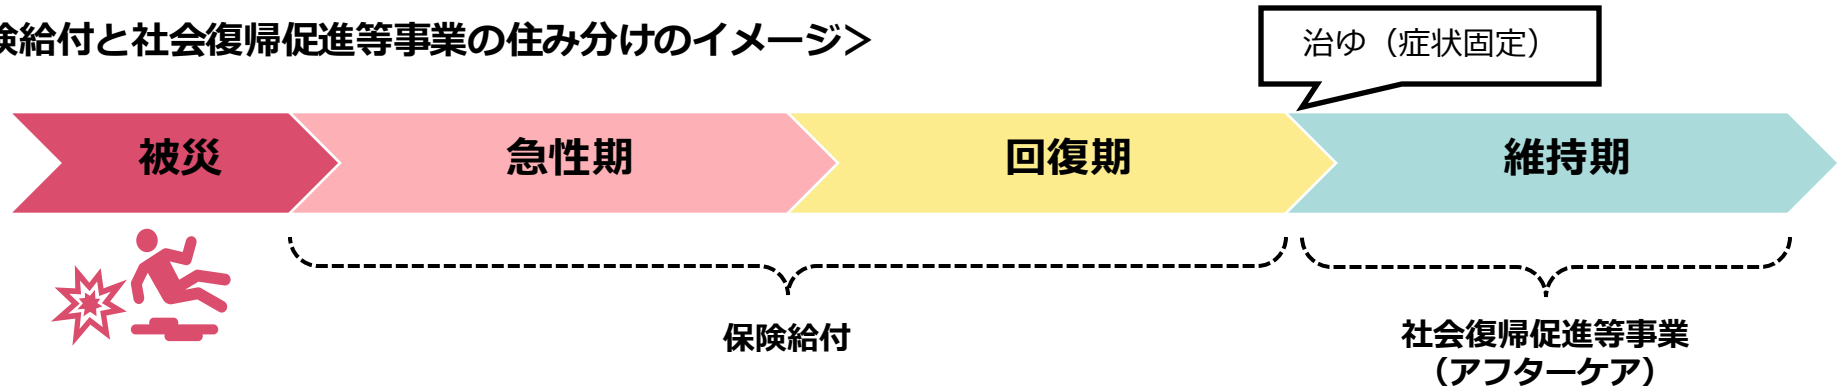 険給付と社会復帰促進等事業の住み分けのイメージ＞
治ゆ（症状固定）
被災
急性期
回復期
維持期
保険給付
社会復帰促進等事業
（アフターケア）